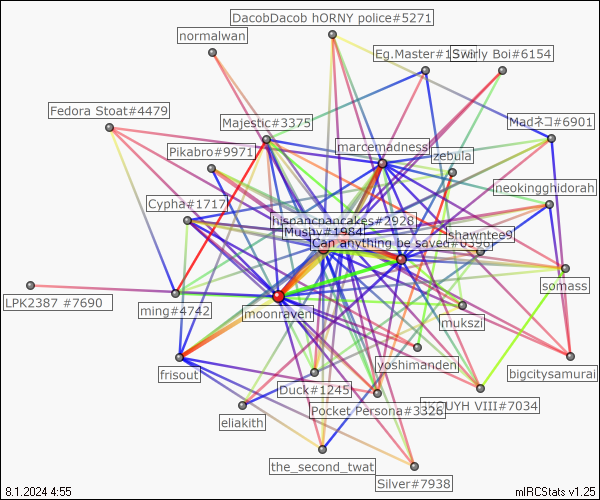 DacobDacob hORNY police#5271
normalwan
Eg.Master#1
Swirly Boi#6154
Fedora Stoat#4479
Majestic#3375
Madネコ#6901
marcemadness
Pikabro#9971
zebula
neokingghidorah
Cypha#1717
hispancpancakes#2928
Mushy#1984
shawntee9
Can anything be saved#6396
somass
LPK2387 #7690
ming#4742
moonraven
mukszi
yoshimanden
frisout
bigcitysamurai
Duck#1245
Pocket Persona#3326
UYH VIII#7034
eliakith
the_second_twat
Silver#7938
8.1.2024 4:55
mIRCStats v1.25